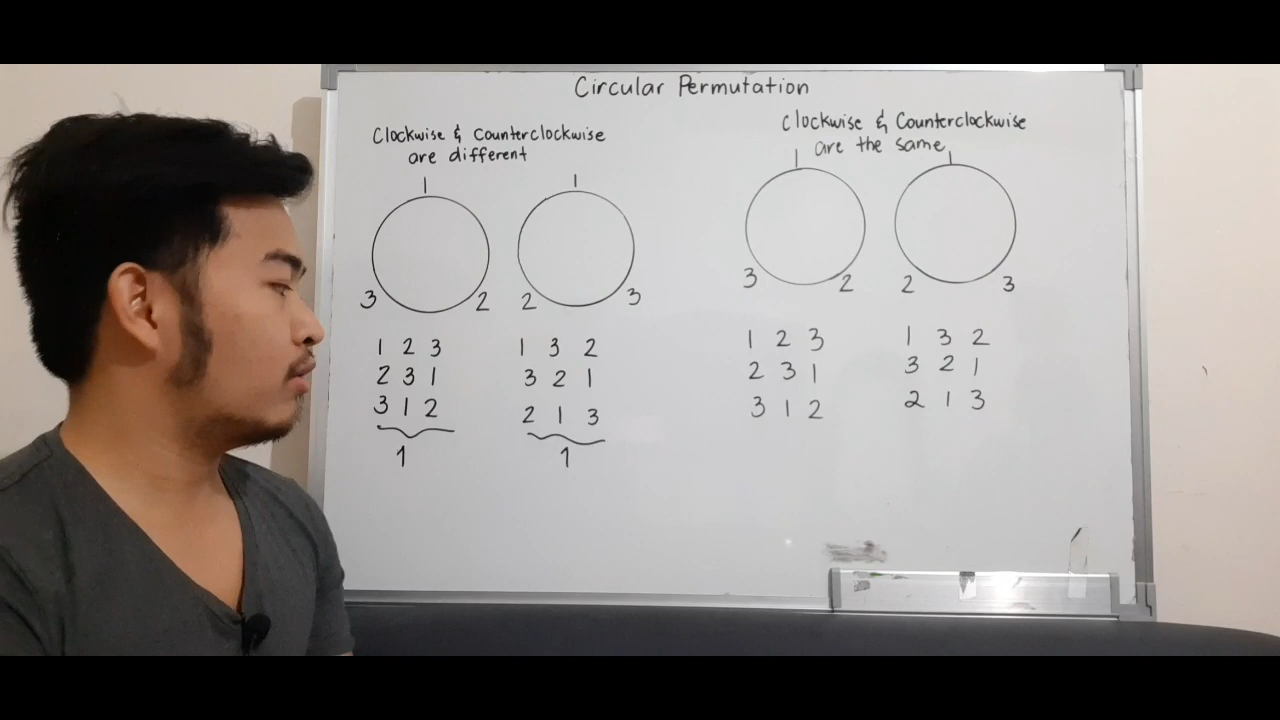 Circular Permutation
Clockwise & Counterclockwise
are different
1
3 2
1
2 3
1 2 3
2 3 1
3 1 2
1
1 3 2
3 2 1
2 1 3
1
Clockwise & Counterclockwise
are the same
1
3 2
1
2 3
1 2 3
2 3 1
3 1 2
1 3 2
3 2 1
2 1 3